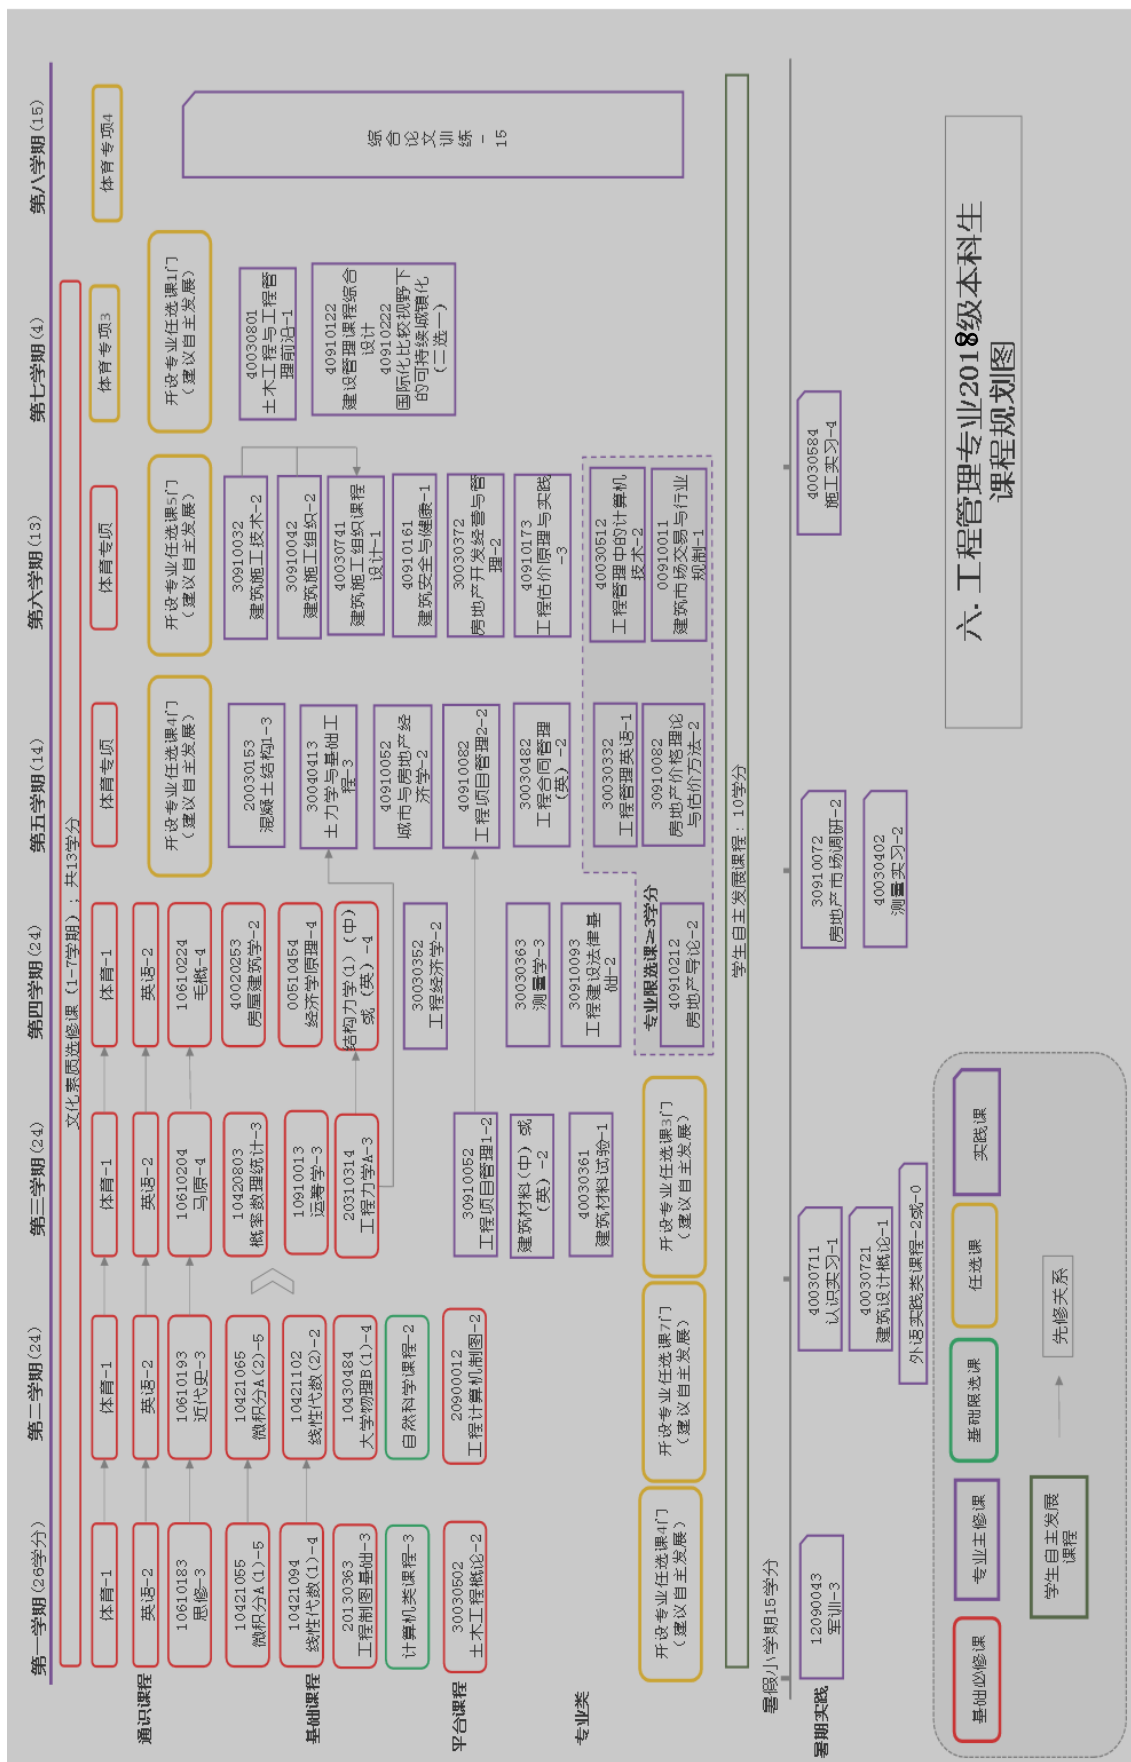 六. 工程管理专业2018级本科生
课程规划图
第一学期(26学分)
第二学期(24)
第三学期(24)
第四学期(24)
第五学期(14)
第六学期(13)
第七学期(4)
第八学期(15)
文化素质选修课(1-7学期);共13学分
通识课程
体育-1
体育-1
体育-1
体育-1
体育专项
体育专项
体育专项3
体育专项4
英语-2
英语-2
英语-2
英语-2
10610183
思修-3
10610193
近代史-3
10610204
马原-4
10610224
毛概-4
开设专业任选课4门
(建议自主发展)
开设专业任选课5门
(建议自主发展)
开设专业任选课1门
(建议自主发展)
基础课程
10421055
微积分A(1)-5
10421065
微积分A(2)-5
10420803
概率数理统计-3
40020253
房屋建筑学-2
10421094
线性代数(1)-4
10421102
线性代数(2)-2
10910013
运筹学-3
00510454
经济学原理-4
20130363
工程制图基础-3
10430484
大学物理B(1)-4
20310314
工程力学A-3
结构力学(1)(中)
或(英)-4
计算机类课程-3
自然科学课程-2
平台课程
30030502
土木工程概论-2
20900012
工程计算机制图-2
专业类
30910052
工程项目管理1-2
建筑材料(中)或
(英)-2
40030361
建筑材料试验-1
30030352
工程经济学-2
30030363
测量学-3
30910093
工程建设法律基
础-2
20030153
混凝土结构1-3
30040413
土力学与基础工
程-3
40910052
城市与房地产经
济学-2
40910082
工程项目管理2-2
30030482
工程合同管理
(英)-2
30910032
建筑施工技术-2
30910042
建筑施工组织-2
40030741
建筑施工组织课程
设计-1
40910161
建筑安全与健康-1
30030372
房地产开发经营与管
理-2
40910173
工程估价原理与实践
-3
40030801
土木工程与工程管
理前沿-1
40910122
建设管理课程综合
设计
40910222
国际化比较视野下
的可持续城镇化
(二选一)
综合论文训练-15
专业限选课≥3学分
40910212
房地产导论-2
30030332
工程管理英语-1
30910082
房地产价格理论
与估价方法-2
40030512
工程管理中的计算机
技术-2
00910011
建筑市场交易与行业
规制-1
开设专业任选课4门
(建议自主发展)
开设专业任选课7门
(建议自主发展)
开设专业任选课3门
(建议自主发展)
学生自主发展课程:10学分
暑假小学期15学分
暑期实践
12090043
军训-3
40030711
认识实习-1
40030721
建筑设计概论-1
外语实践类课程-2或-0
30910072
房地产市场调研-2
40030402
测量实习-2
40030584
施工实习-4
基础必修课
专业主修课
基础限选课
任选课
实践课
学生自主发展
课程
先修关系